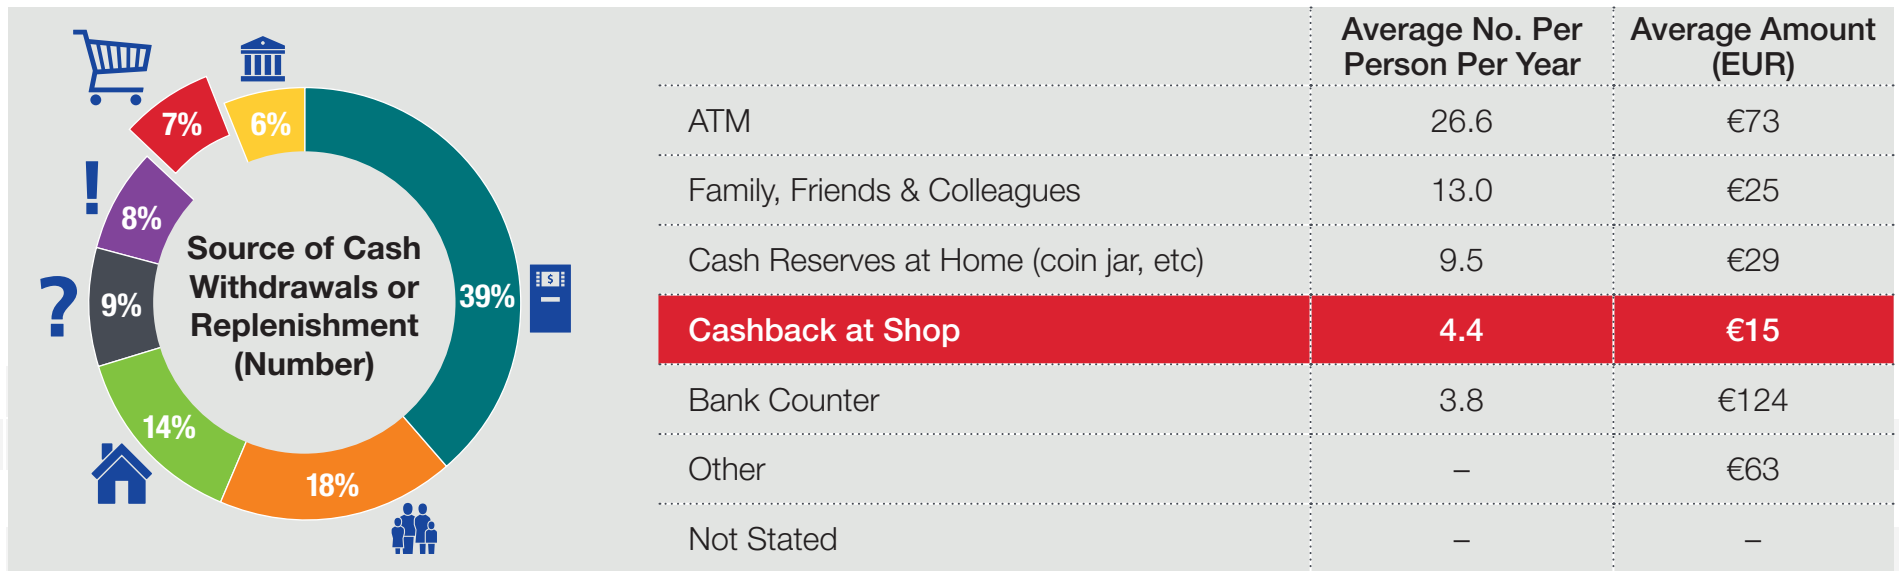 7%
6%
8%
39%
9%
14%
18%
Source of Cash
Withdrawals or
Replenishment
(Number)
!
?
$
Average No. Per
Person Per Year
Average Amount
(EUR)
ATM 26.6 €73
Family, Friends & Colleagues 13.0 €25
Cash Reserves at Home (coin jar, etc) 9.5 €29
Cashback at Shop 4.4 €15
Bank Counter 3.8 €124
Other – €63
Not Stated – –